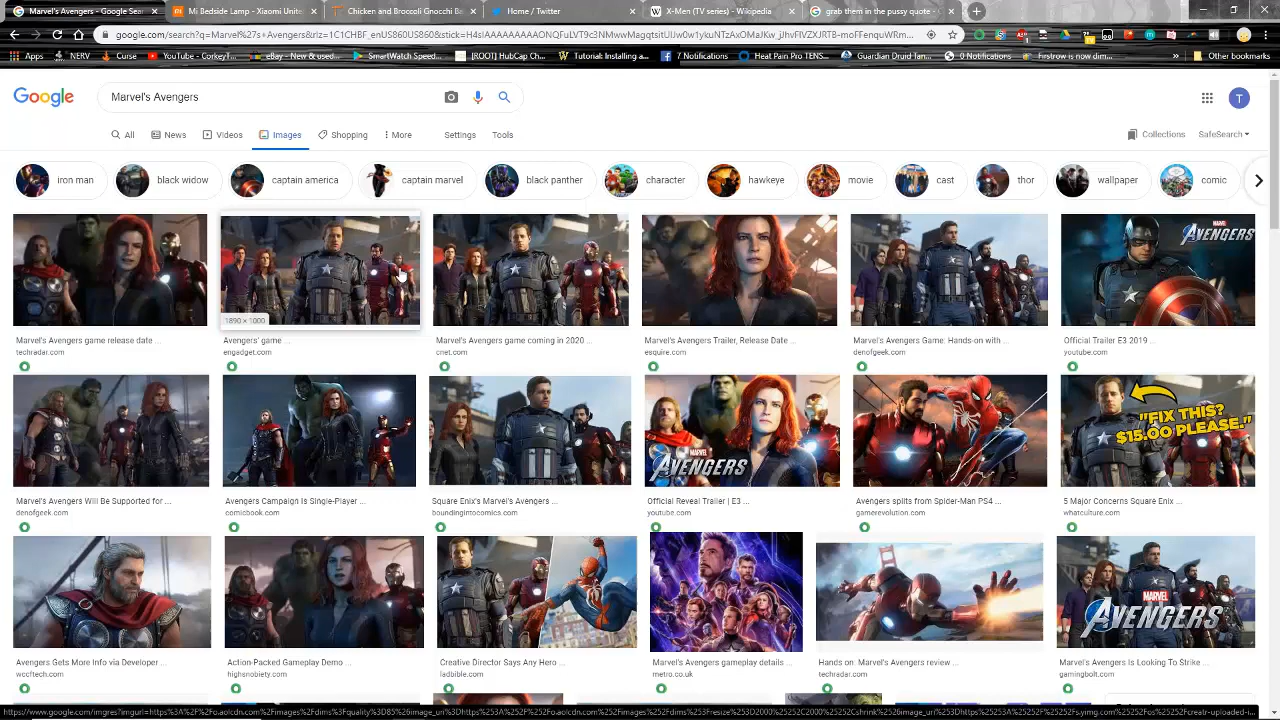 Marvel's Avengers - Google Sea
Mi Bedside Lamp - Xiaomi Unite
Chicken and Broccoli Gnocchi B
Home / Twitter
X-Men (TV series) - Wikipedia
grab them in the pussy quote -
Apps
NERV
Curse
YouTube - CorkeyT
eBay - New & used
SmartWatch Speed
[ROOT] HubCap Ch
Tutorial: Installing a
7 Notifications
Heat Pain Pro TENS
Guardian Druid Tan
0 Notifications
Firstrow is now dim
Other bookmarks
Google
Marvel's Avengers
T
All
News
Videos
Images
Shopping
More
Settings
Tools
Collections
SafeSearch
iron man
black widow
captain america
captain marvel
black panther
character
hawkeye
movie
cast
thor
wallpaper
comic
MARVEL
AVENGERS
1890 × 1000
Marvel's Avengers game release date ...
Avengers' game ...
Marvel's Avengers game coming in 2020 ...
Marvel's Avengers Trailer, Release Date ...
Marvel's Avengers Game: Hands-on with ...
Official Trailer E3 2019 ...
techradar.com
engadget.com
cnet.com
esquire.com
denofgeek.com
youtube.com
"FIX THIS?
$15.00 PLEASE."
MARVEL
AVENGERS
Marvel's Avengers Will Be Supported for ...
Avengers Campaign Is Single-Player ...
Square Enix's Marvel's Avengers ...
Official Reveal Trailer | E3 ...
Avengers splits from Spider-Man PS4 ...
5 Major Concerns Square Enix ...
denofgeek.com
comicbook.com
boundingintocomics.com
youtube.com
gamerevolution.com
whatculture.com
MARVEL
AVENGERS
Avengers Gets More Info via Developer ...
Action-Packed Gameplay Demo ...
Creative Director Says Any Hero ...
Marvel's Avengers gameplay details ...
Hands on: Marvel's Avengers review ...
Marvel's Avengers Is Looking To Strike ...
wccftech.com
highsnobiety.com
ladbible.com
metro.co.uk
techradar.com
gamingbolt.com